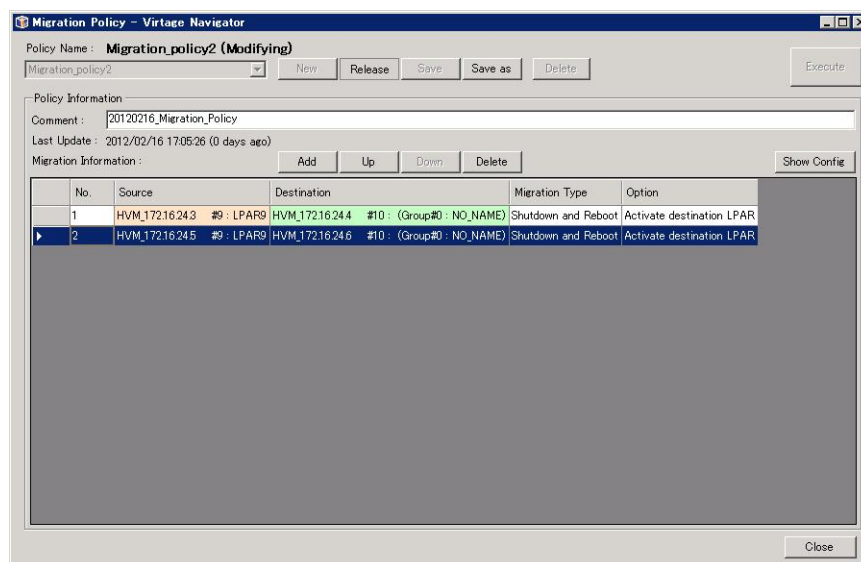 Migration Policy - Virtage Navigator
Policy Name : Migration_policy2 (Modifying)
Migration_policy2 New Release Save Save as Delete Execute
Policy Information
Comment : 20120216_Migration_Policy
Last Update : 2012/02/16 17:05:26 (0 days ago)
Migration Information : Add Up Down Delete Show Config
No. Source Destination Migration Type Option
1 HVM_172.16.24.3 #9 : LPAR9 HVM_172.16.24.4 #10 : (Group#0 : NO_NAME) Shutdown and Reboot Activate destination LPAR
2 HVM_172.16.24.5 #9 : LPAR9 HVM_172.16.24.6 #10 : (Group#0 : NO_NAME) Shutdown and Reboot Activate destination LPAR
Close